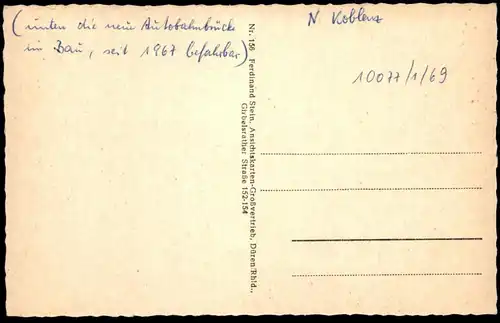 (unten die neue Autobahnbrücke
im Bau, seit 1967 befahrbar)
N Koblenz
10077/1/69
Nr. 156 Ferdinand Stein, Ansichtskarten-Großvertrieb, Düren/Rhld.,
Girbelsrather Straße 152-154